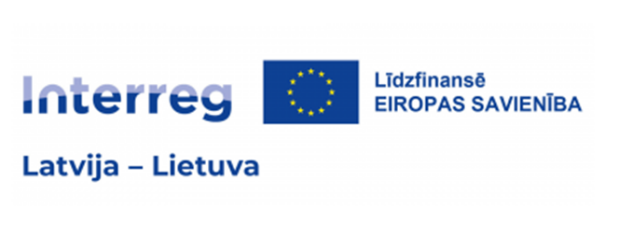 Interreg
Līdzfinansē
EIROPAS SAVIENĪBA
Latvija – Lietuva